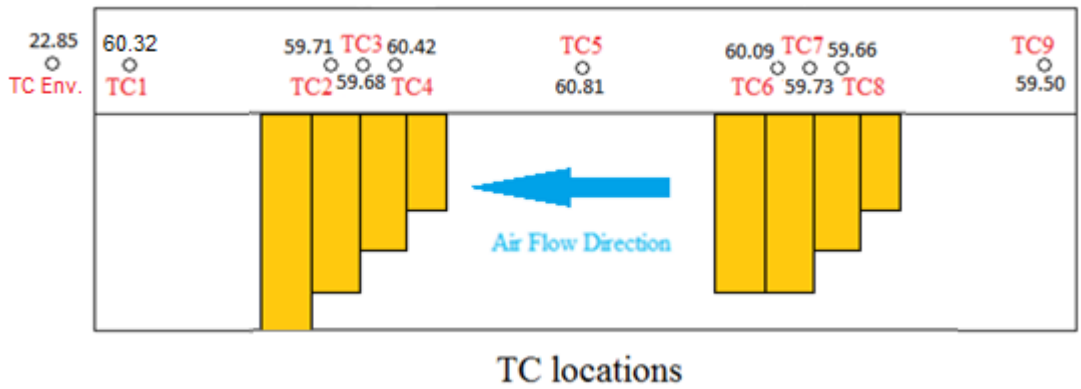 22.85
TC Env.
60.32
TC1
59.71 TC3 60.42
TC2 59.68 TC4
TC5
60.81
60.09 TC7 59.66
TC6 59.73 TC8
TC9
59.50
Air Flow Direction
TC locations